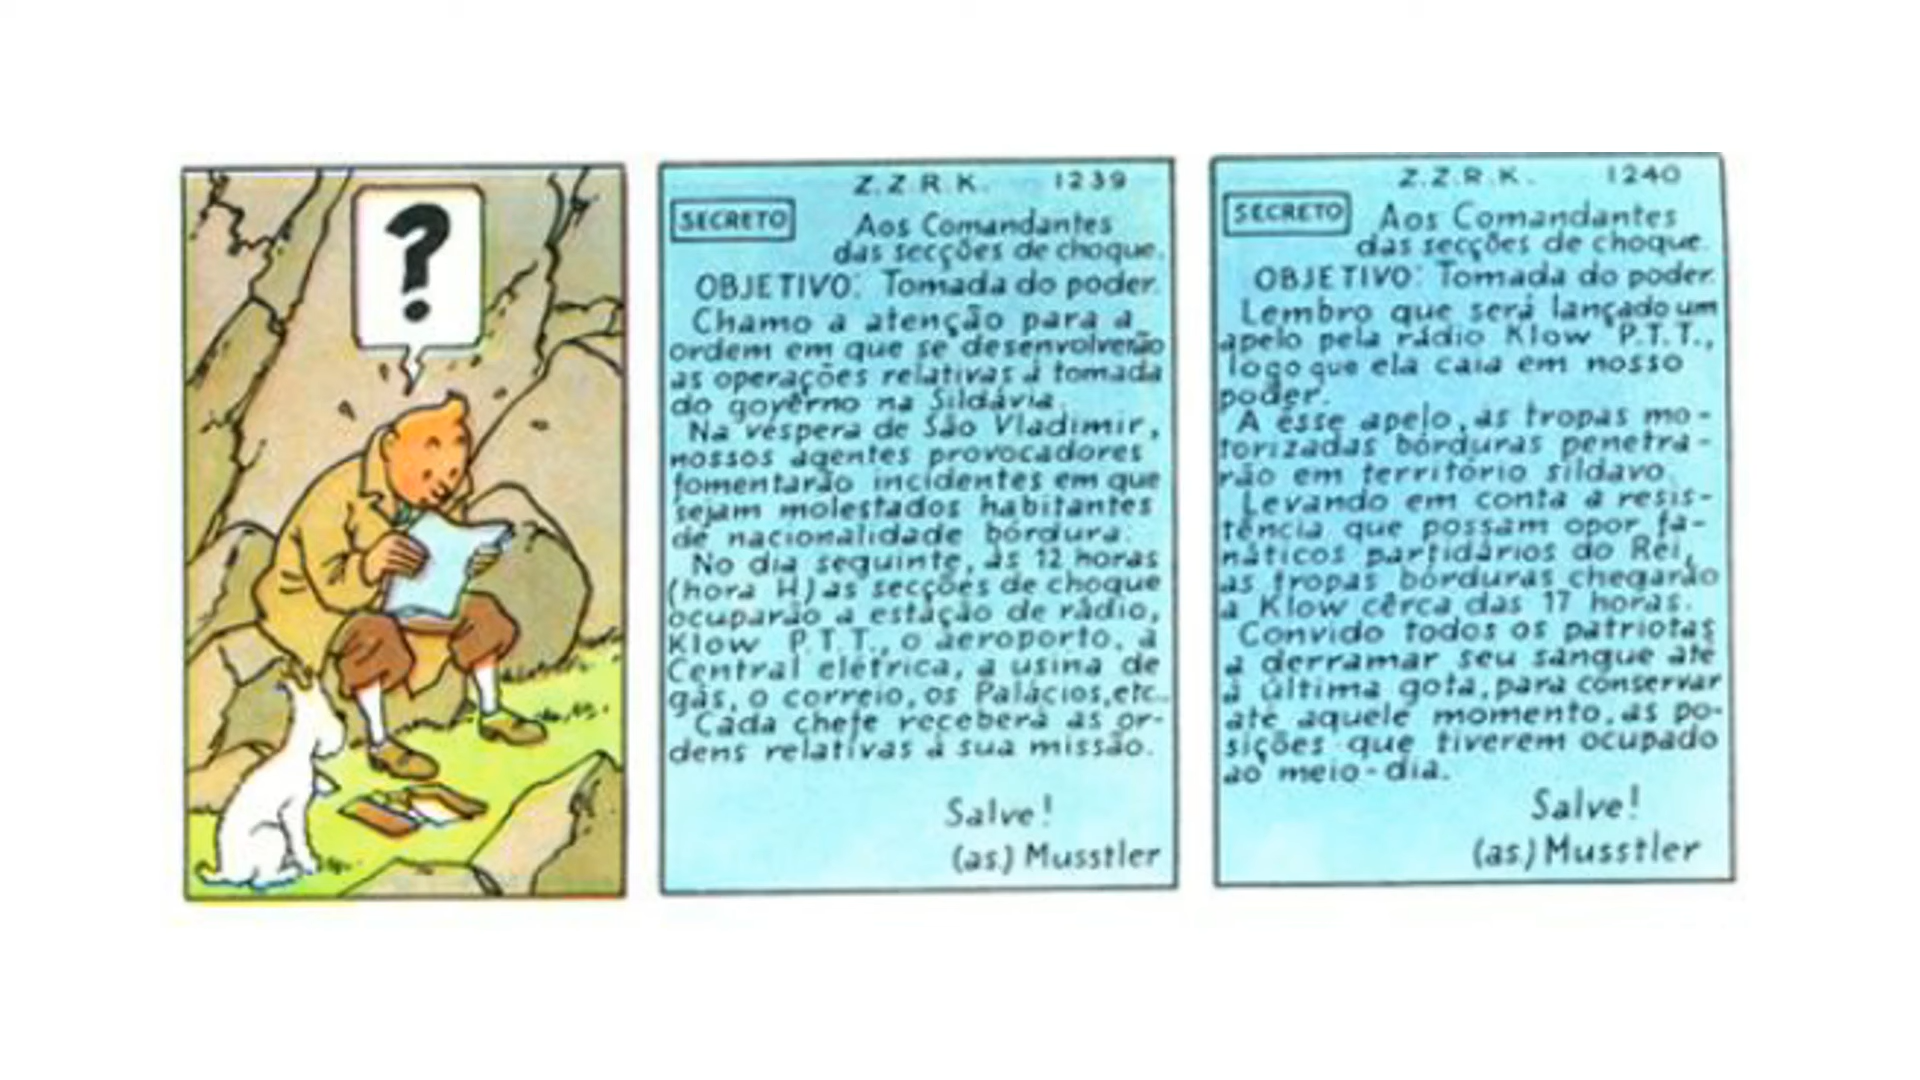 ?
Z.Z.R.K. 1239
SECRETO
Aos Comandantes
das secções de choque.
OBJETIVO: Tomada do poder.
Chamo a atenção para a
ordem em que se desenvolverão
as operações relativas à tomada
do govêrno na Sildávia.
Na véspera de São Vladimir,
nossos agentes provocadores
fomentarão incidentes em que
sejam molestados habitantes
de nacionalidade bórdura.
No dia seguinte, às 12 horas
(hora H) as secções de choque
ocuparão a estação de rádio,
Klow P.T.T., o aeroporto, a
Central elétrica, a usina de
gás, o correio, os Palácios, etc..
Cada chefe receberá as or-
dens relativas à sua missão.
Salve!
(as.) Musstler
Z.Z.R.K. 1240
SECRETO
Aos Comandantes
das secções de choque.
OBJETIVO: Tomada do poder.
Lembro que será lançado um
apelo pela rádio Klow P.T.T.,
logo que ela caia em nosso
poder.
A êsse apelo, as tropas mo-
torizadas bórduras penetra-
rão em território sildavo.
Levando em conta a resis-
tência que possam opor fa-
náticos partidários do Rei,
as tropas bórduras chegarão
a Klow cêrca das 17 horas.
Convido todos os patriotas
a derramar seu sangue até
à última gota, para conservar
até aquele momento, as po-
sições que tiverem ocupado
ao meio-dia.
Salve!
(as.) Musstler